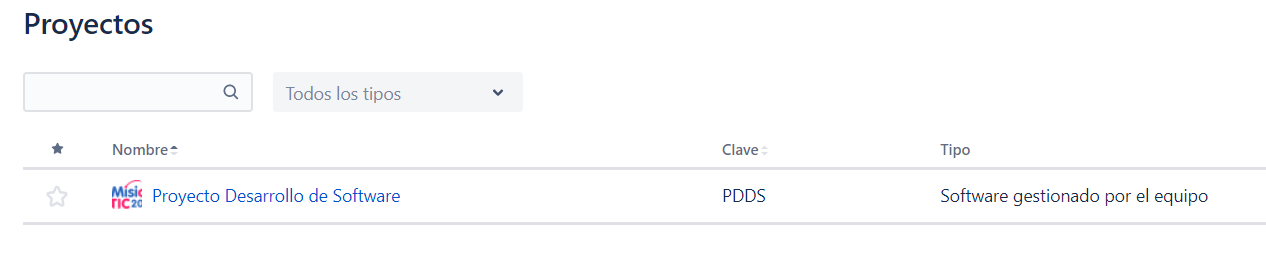 Proyectos
Todos los tipos
Nombre Clave Tipo
Proyecto Desarrollo de Software PDDS Software gestionado por el equipo